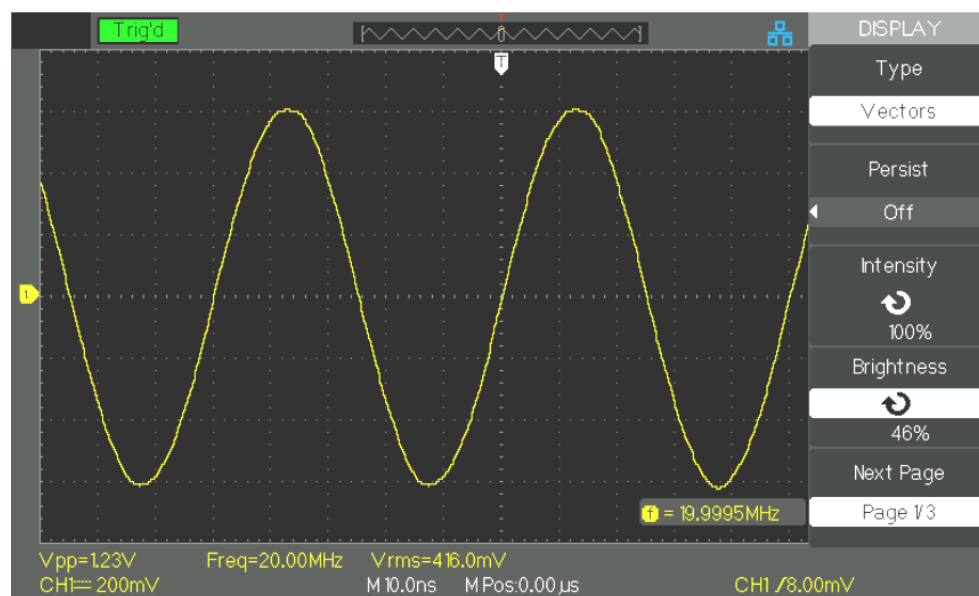 Trig'd
T
DISPLAY
Type
Vectors
Persist
Off
Intensity
100%
Brightness
46%
Next Page
Page 1/3
1
f = 19.9995MHz
Vpp=1.23V Freq=20.00MHz Vrms=416.0mV
CH1 200mV M 10.0ns M Pos:0.00μs CH1 8.00mV